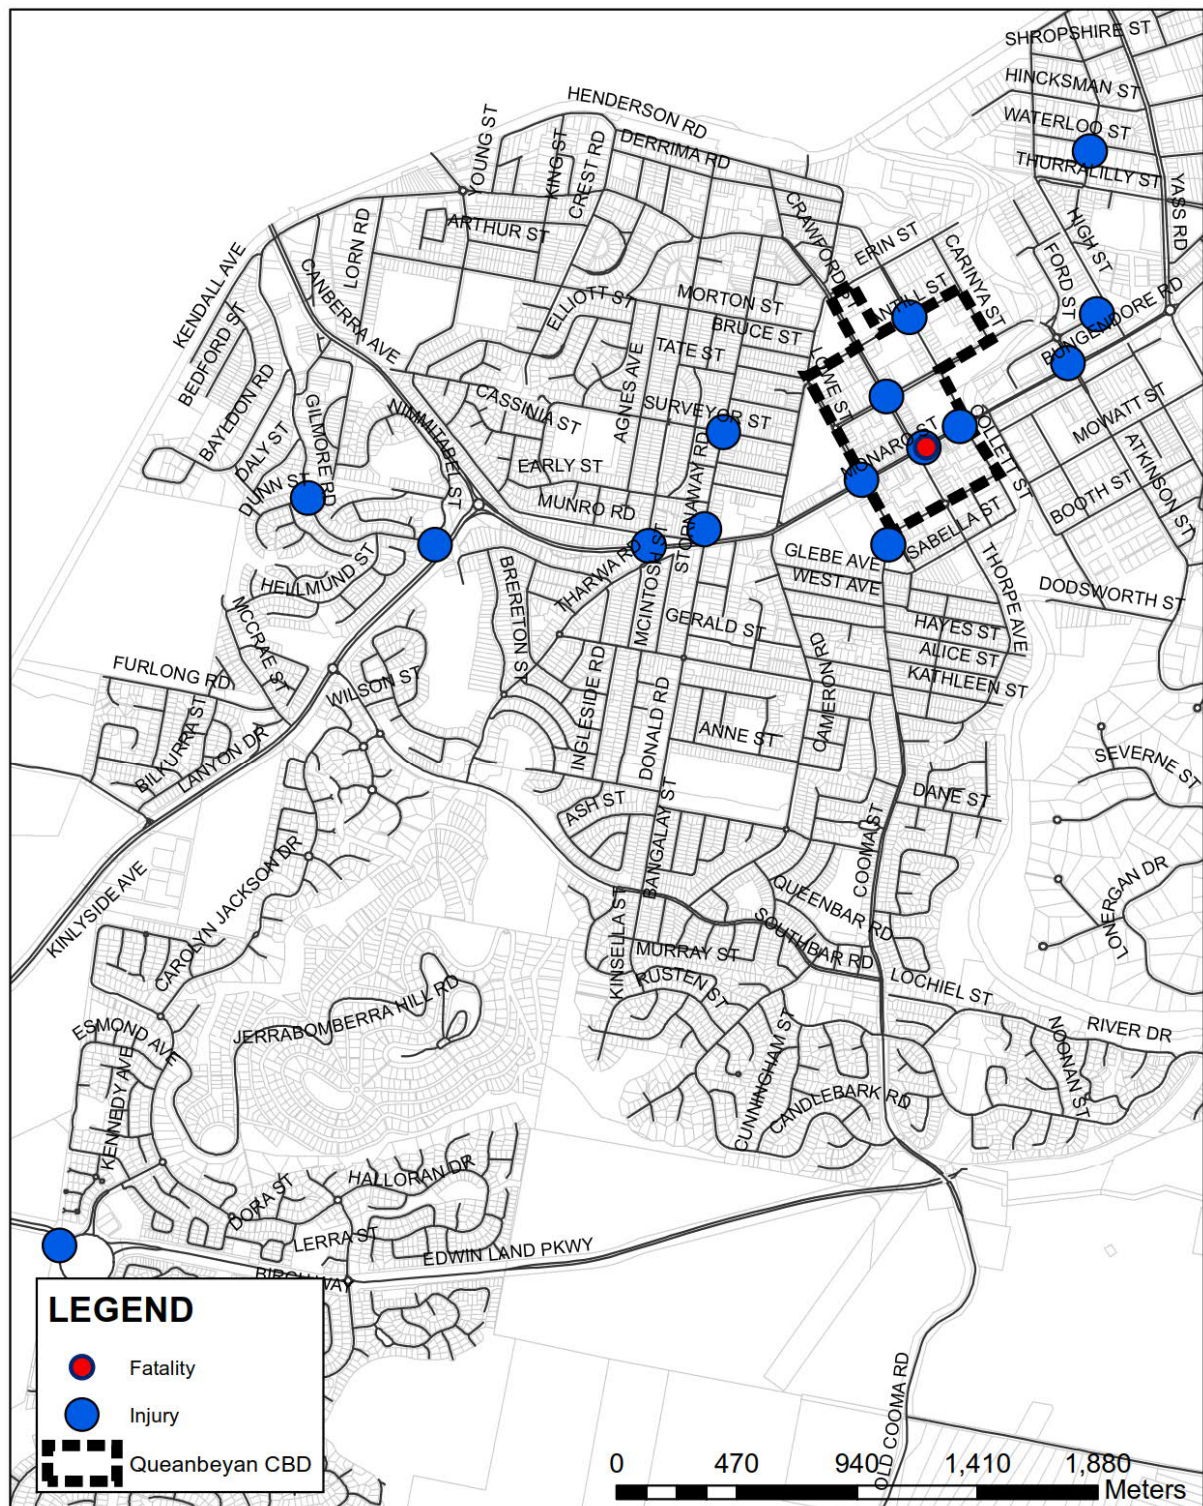 SHROPSHIRE ST
HINCKSMAN ST
WATERLOO ST
THURRALILLY ST
YASS RD
HENDERSON RD
DERRIMA RD
YOUNG ST
KING ST
CREST RD
ARTHUR ST
LORN RD
CANBERRA AVE
KENDALL AVE
BEDFORD ST
BAYLDON RD
DALY ST
DUNN ST
GILMORE RD
NIMMITABEL ST
CASSINIA ST
EARLY ST
MUNRO RD
ELLIOTT ST
AGNES AVE
MORTON ST
BRUCE ST
TATE ST
SURVEYOR ST
STORNAWAY RD
CRAWFORD ST
ERIN ST
CARINYA ST
ANTILL ST
LOWE ST
MONARO ST
COLLETT ST
HIGH ST
FORD ST
BUNGENDORE RD
MOWATT ST
ATKINSON ST
BOOTH ST
ISABELLA ST
THORPE AVE
DODSWORTH ST
GLEBE AVE
WEST AVE
HAYES ST
ALICE ST
KATHLEEN ST
HELLMUND ST
MCCRAE ST
FURLONG RD
BILKURRA ST
LANYON DR
WILSON ST
BRERETON ST
THARWA RD
MCINTOSH ST
GERALD ST
INGLESIDE RD
DONALD RD
ANNE ST
CAMERON RD
ASH ST
BANGALAY ST
DANE ST
COOMA ST
SEVERNE ST
LONERGAN DR
KINLYSIDE AVE
CAROLYN JACKSON DR
KINSELLA ST
MURRAY ST
RUSTEN ST
QUEENBAR RD
SOUTHBAR RD
LOCHIEL ST
RIVER DR
NOONAN ST
JERRABOMBERRA HILL RD
ESMOND AVE
KENNEDY AVE
CUNNINGHAM ST
CANDLEBARK RD
HALLORAN DR
DORA ST
LERRA ST
EDWIN LAND PKWY
BIRCH WAY
OLD COOMA RD
LEGEND
Fatality
Injury
Queanbeyan CBD
0 470 940 1,410 1,880
Meters